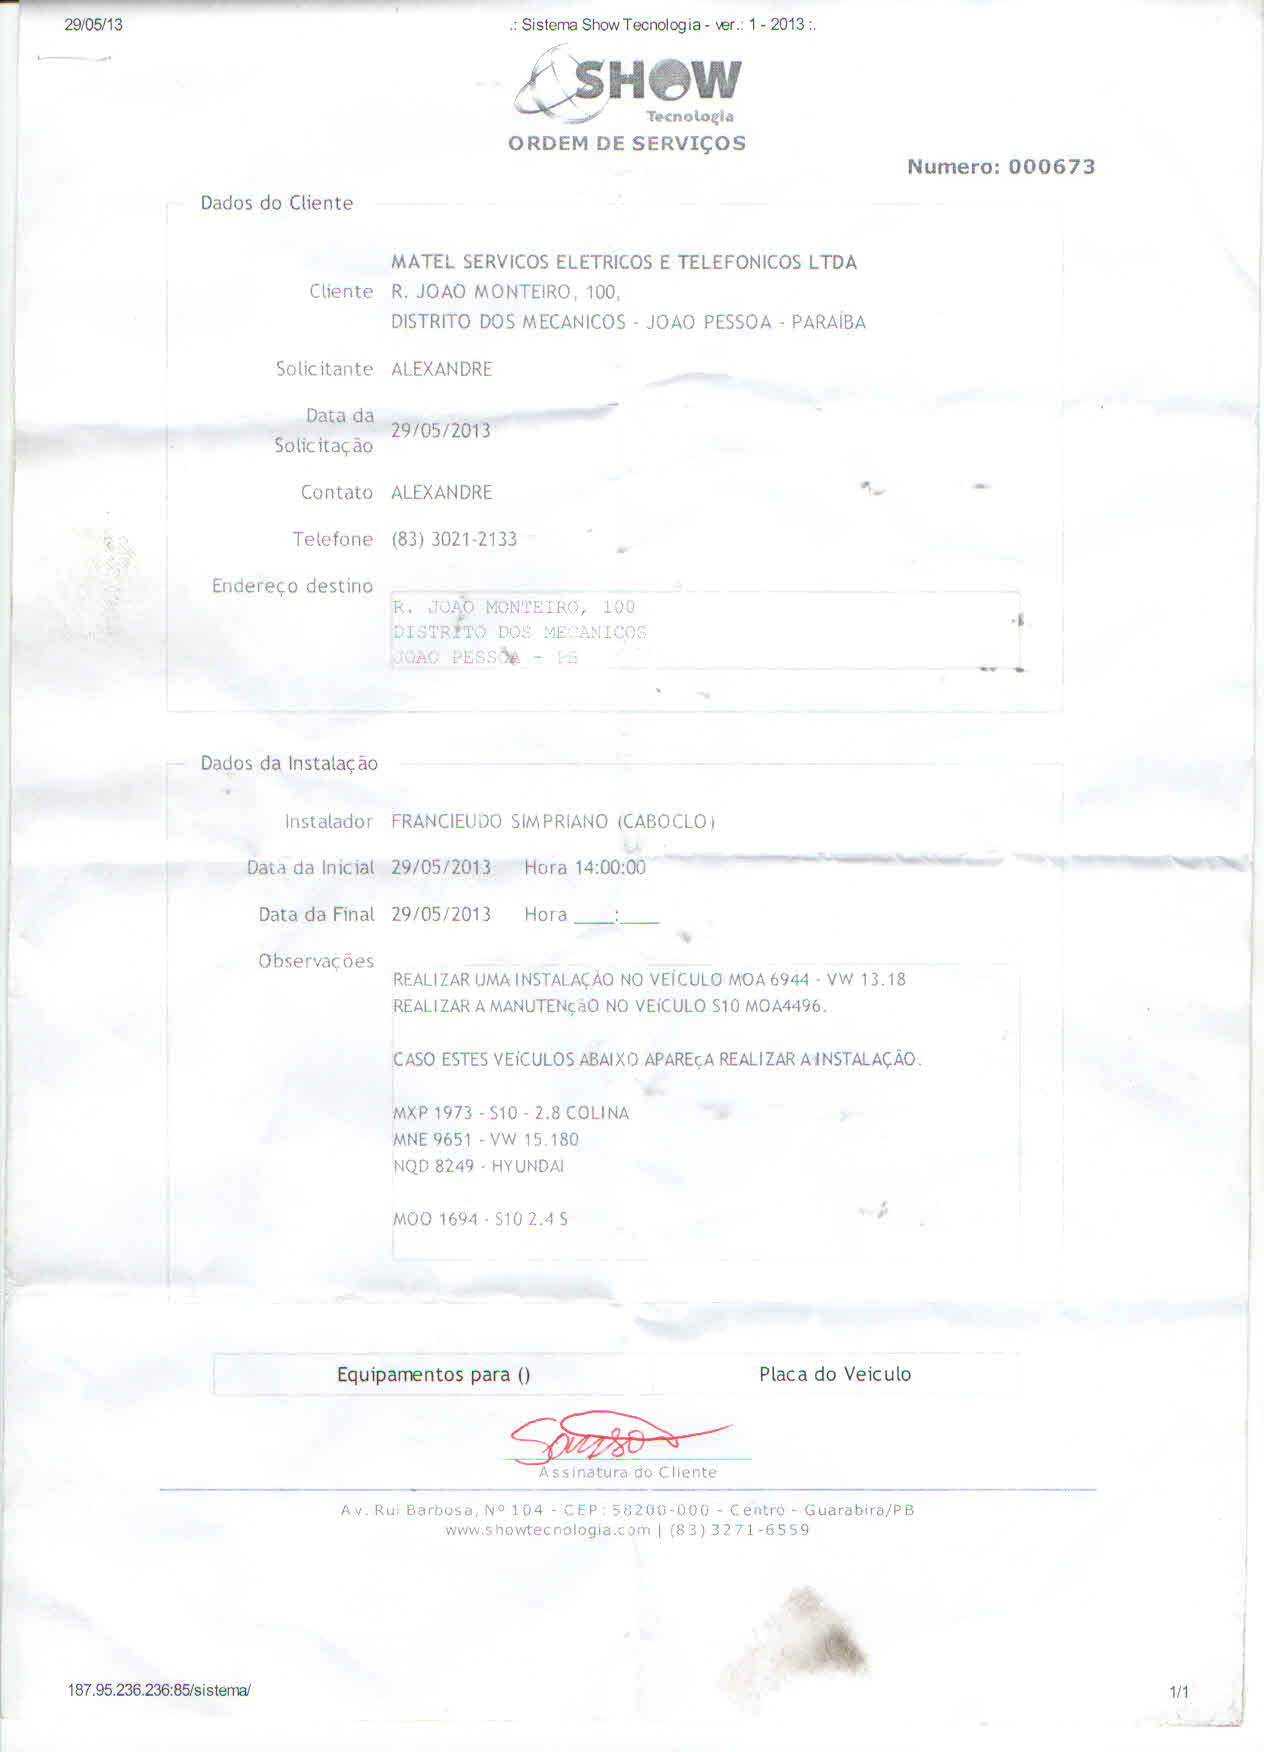 29/05/13
.: Sistema Show Tecnologia - ver.: 1 - 2013 :.
SHOW
Tecnologia
ORDEM DE SERVIÇOS
Numero: 000673
Dados do Cliente
MATEL SERVICOS ELETRICOS E TELEFONICOS LTDA
Cliente R. JOAO MONTEIRO, 100,
DISTRITO DOS MECANICOS - JOAO PESSOA - PARAÍBA
Solicitante ALEXANDRE
Data da Solicitação 29/05/2013
Contato ALEXANDRE
Telefone (83) 3021-2133
Endereço destino
R. JOAO MONTEIRO, 100
DISTRITO DOS MECANICOS
JOAO PESSOA - PB
Dados da Instalação
Instalador FRANCIEUDO SIMPRIANO (CABOCLO)
Data da Inicial 29/05/2013 Hora 14:00:00
Data da Final 29/05/2013 Hora ____:____
Observações
REALIZAR UMA INSTALAÇÃO NO VEÍCULO MOA 6944 - VW 13.18
REALIZAR A MANUTENçãO NO VEíCULO S10 MOA4496.
CASO ESTES VEíCULOS ABAIXO APAREçA REALIZAR A INSTALAÇÃO.
MXP 1973 - S10 - 2.8 COLINA
MNE 9651 - VW 15.180
NQD 8249 - HYUNDAI
MOO 1694 - S10 2.4 S
Equipamentos para () Placa do Veiculo
Assinatura do Cliente
Av. Rui Barbosa, Nº 104 - CEP: 58200-000 - Centro - Guarabira/PB
www.showtecnologia.com | (83) 3271-6559
187.95.236.236:85/sistema/ 1/1